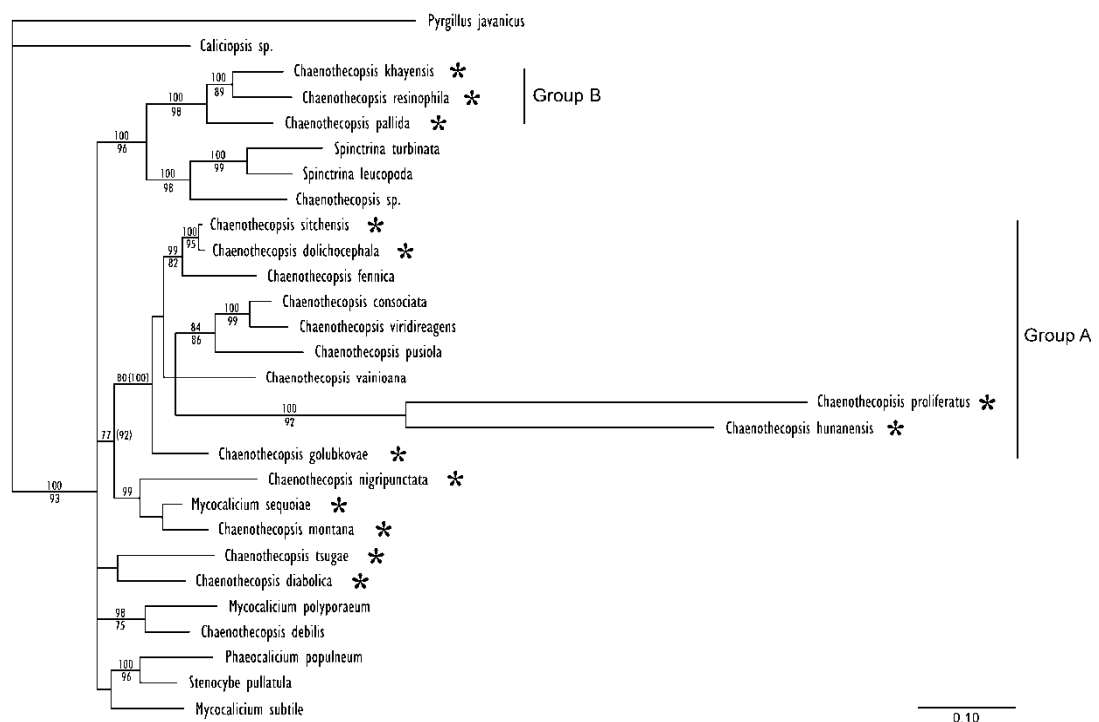 Pyrgillus javanicus
Caliciopsis sp.
Chaenothecopsis khayensis *
100
89
Chaenothecopsis resinophila *
Group B
100
98
Chaenothecopsis pallida *
100
96
Spinctrina turbinata
100
99
Spinctrina leucopoda
100
98
Chaenothecopsis sp.
Chaenothecopsis sitchensis *
100
95
Chaenothecopsis dolichocephala *
99
82
Chaenothecopsis fennica
Chaenothecopsis consociata
100
99
Chaenothecopsis viridireagens
84
86
Chaenothecopsis pusiola
Group A
Chaenothecopsis vainioana
80(100)
Chaenothecopisis proliferatus *
100
92
Chaenothecopsis hunanensis *
77 (92)
Chaenothecopsis golubkovae *
Chaenothecopsis nigripunctata *
99
100
93
Mycocalicium sequoiae *
Chaenothecopsis montana *
Chaenothecopsis tsugae *
Chaenothecopsis diabolica *
Mycocalicium polyporaeum
98
75
Chaenothecopsis debilis
Phaeocalicium populneum
100
96
Stenocybe pullatula
Mycocalicium subtile
0.10